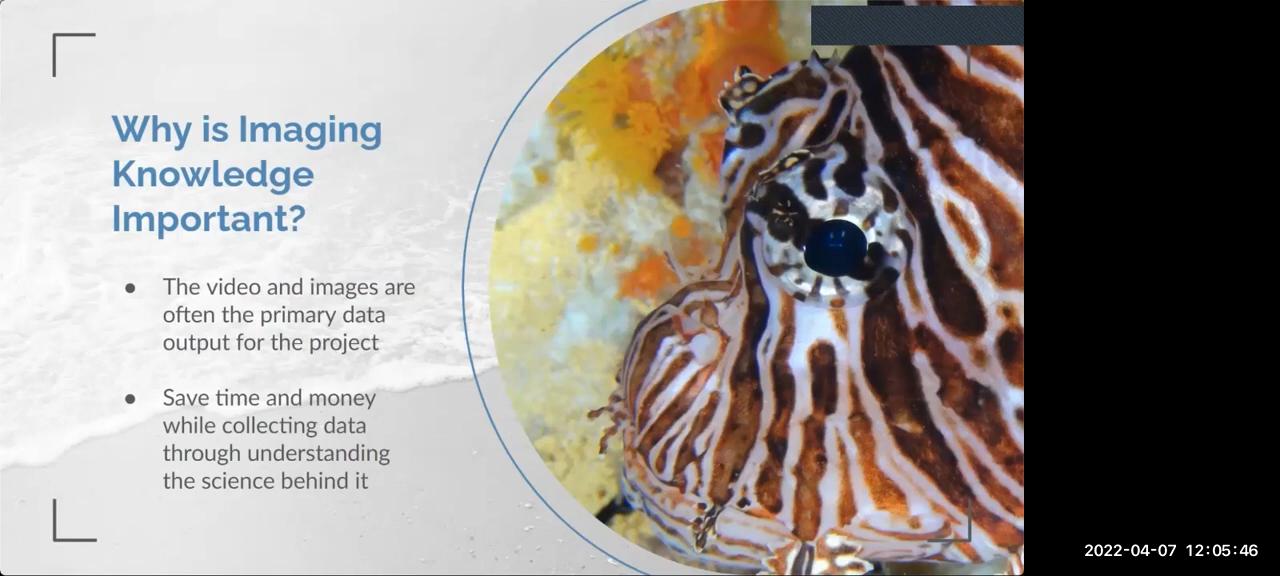 Why is Imaging
Knowledge
Important?
● The video and images are
often the primary data
output for the project
● Save time and money
while collecting data
through understanding
the science behind it
2022-04-07 12:05:46